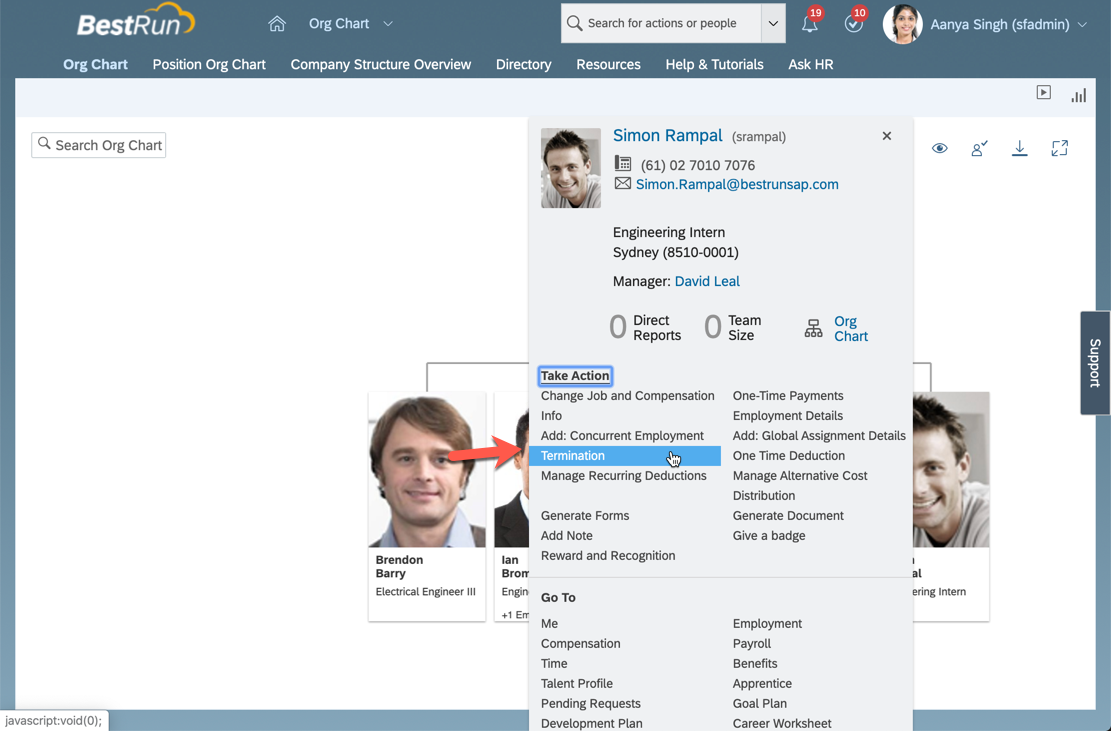 BestRun
Org Chart
Search for actions or people
19
10
Aanya Singh (sfadmin)
Org Chart
Position Org Chart
Company Structure Overview
Directory
Resources
Help & Tutorials
Ask HR
Search Org Chart
Simon Rampal (srampal)
(61) 02 7010 7076
Simon.Rampal@bestrunsap.com
Engineering Intern
Sydney (8510-0001)
Manager: David Leal
0 Direct
Reports
0 Team
Size
Org
Chart
Take Action
Change Job and Compensation
Info
Add: Concurrent Employment
Termination
Manage Recurring Deductions
Generate Forms
Add Note
Reward and Recognition
One-Time Payments
Employment Details
Add: Global Assignment Details
One Time Deduction
Manage Alternative Cost
Distribution
Generate Document
Give a badge
Go To
Me
Compensation
Time
Talent Profile
Pending Requests
Development Plan
Employment
Payroll
Benefits
Apprentice
Goal Plan
Career Worksheet
Brendon
Barry
Electrical Engineer III
Ian
Brom
Engin
+1 Em
al
ering Intern
Support
javascript:void(0);